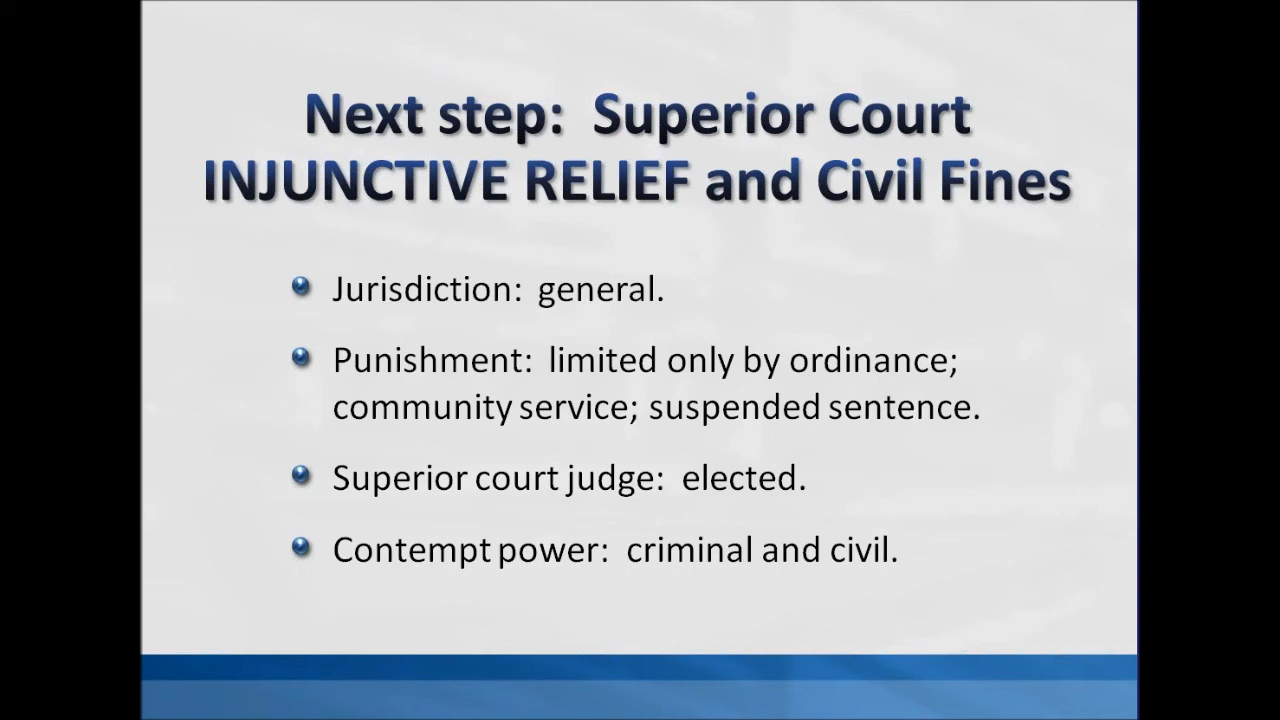 Next step:  Superior Court
INJUNCTIVE RELIEF and Civil Fines
Jurisdiction:  general.
Punishment:  limited only by ordinance;
community service; suspended sentence.
Superior court judge:  elected.
Contempt power:  criminal and civil.